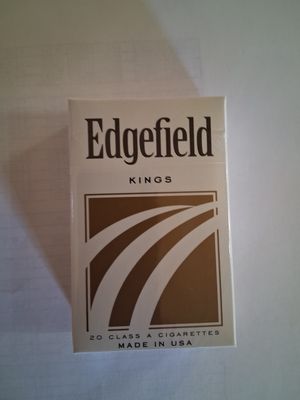 Edgefield
KINGS
20 CLASS A CIGARETTES
MADE IN USA